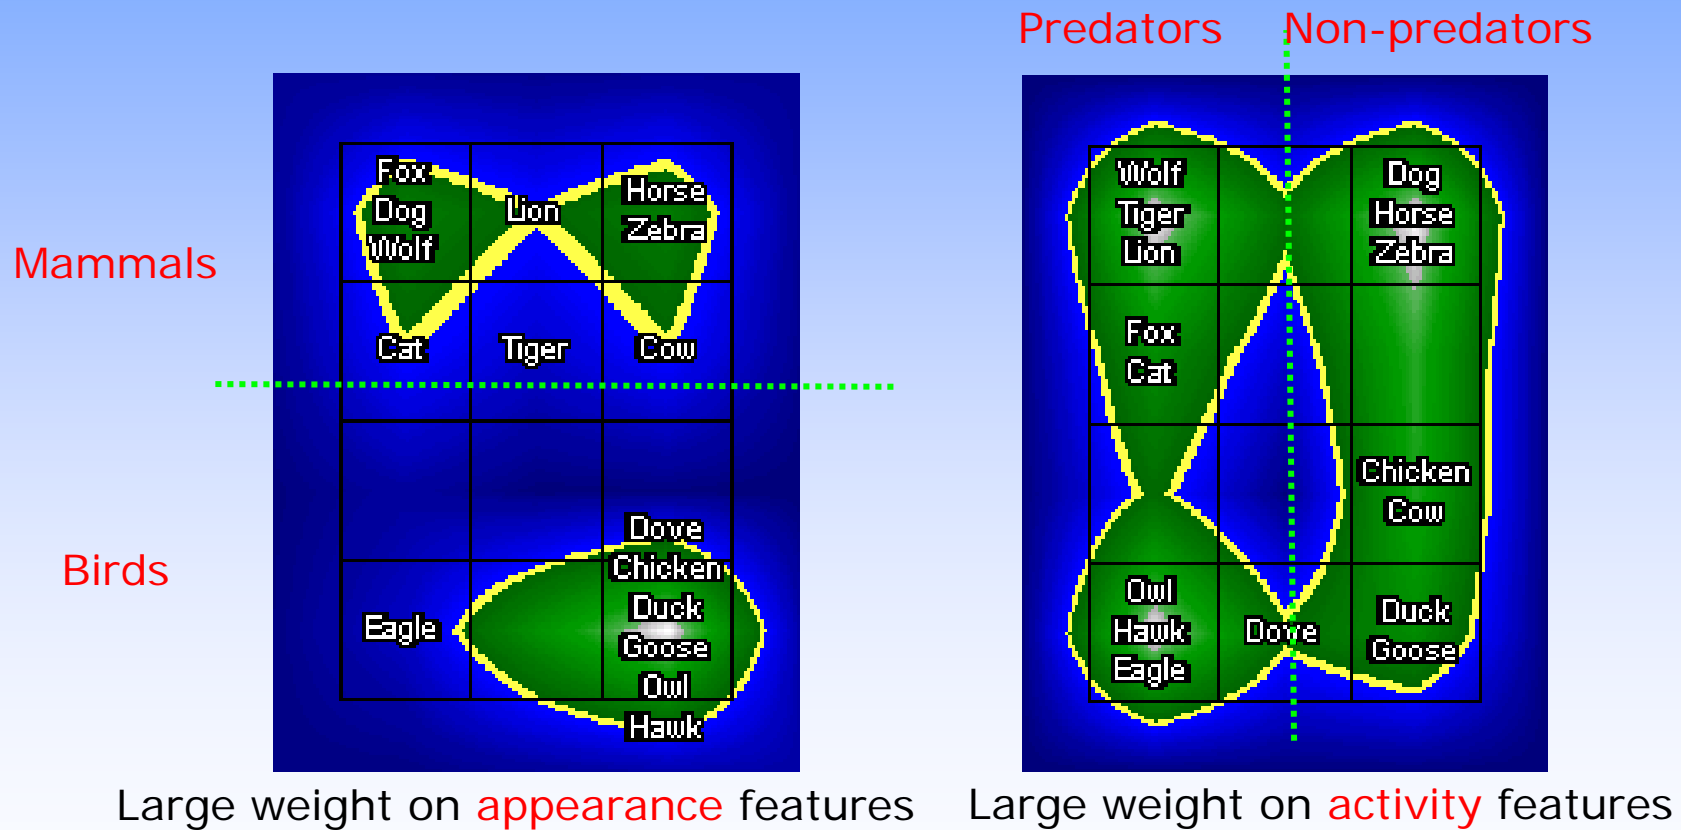 Predators
Non-predators
Mammals
Birds
Fox
Dog
Wolf
Lion
Horse
Zebra
Cat
Tiger
Cow
Dove
Chicken
Duck
Goose
Owl
Hawk
Eagle
Large weight on appearance features
Wolf
Tiger
Lion
Dog
Horse
Zebra
Fox
Cat
Chicken
Cow
Owl
Hawk
Eagle
Dove
Duck
Goose
Large weight on activity features